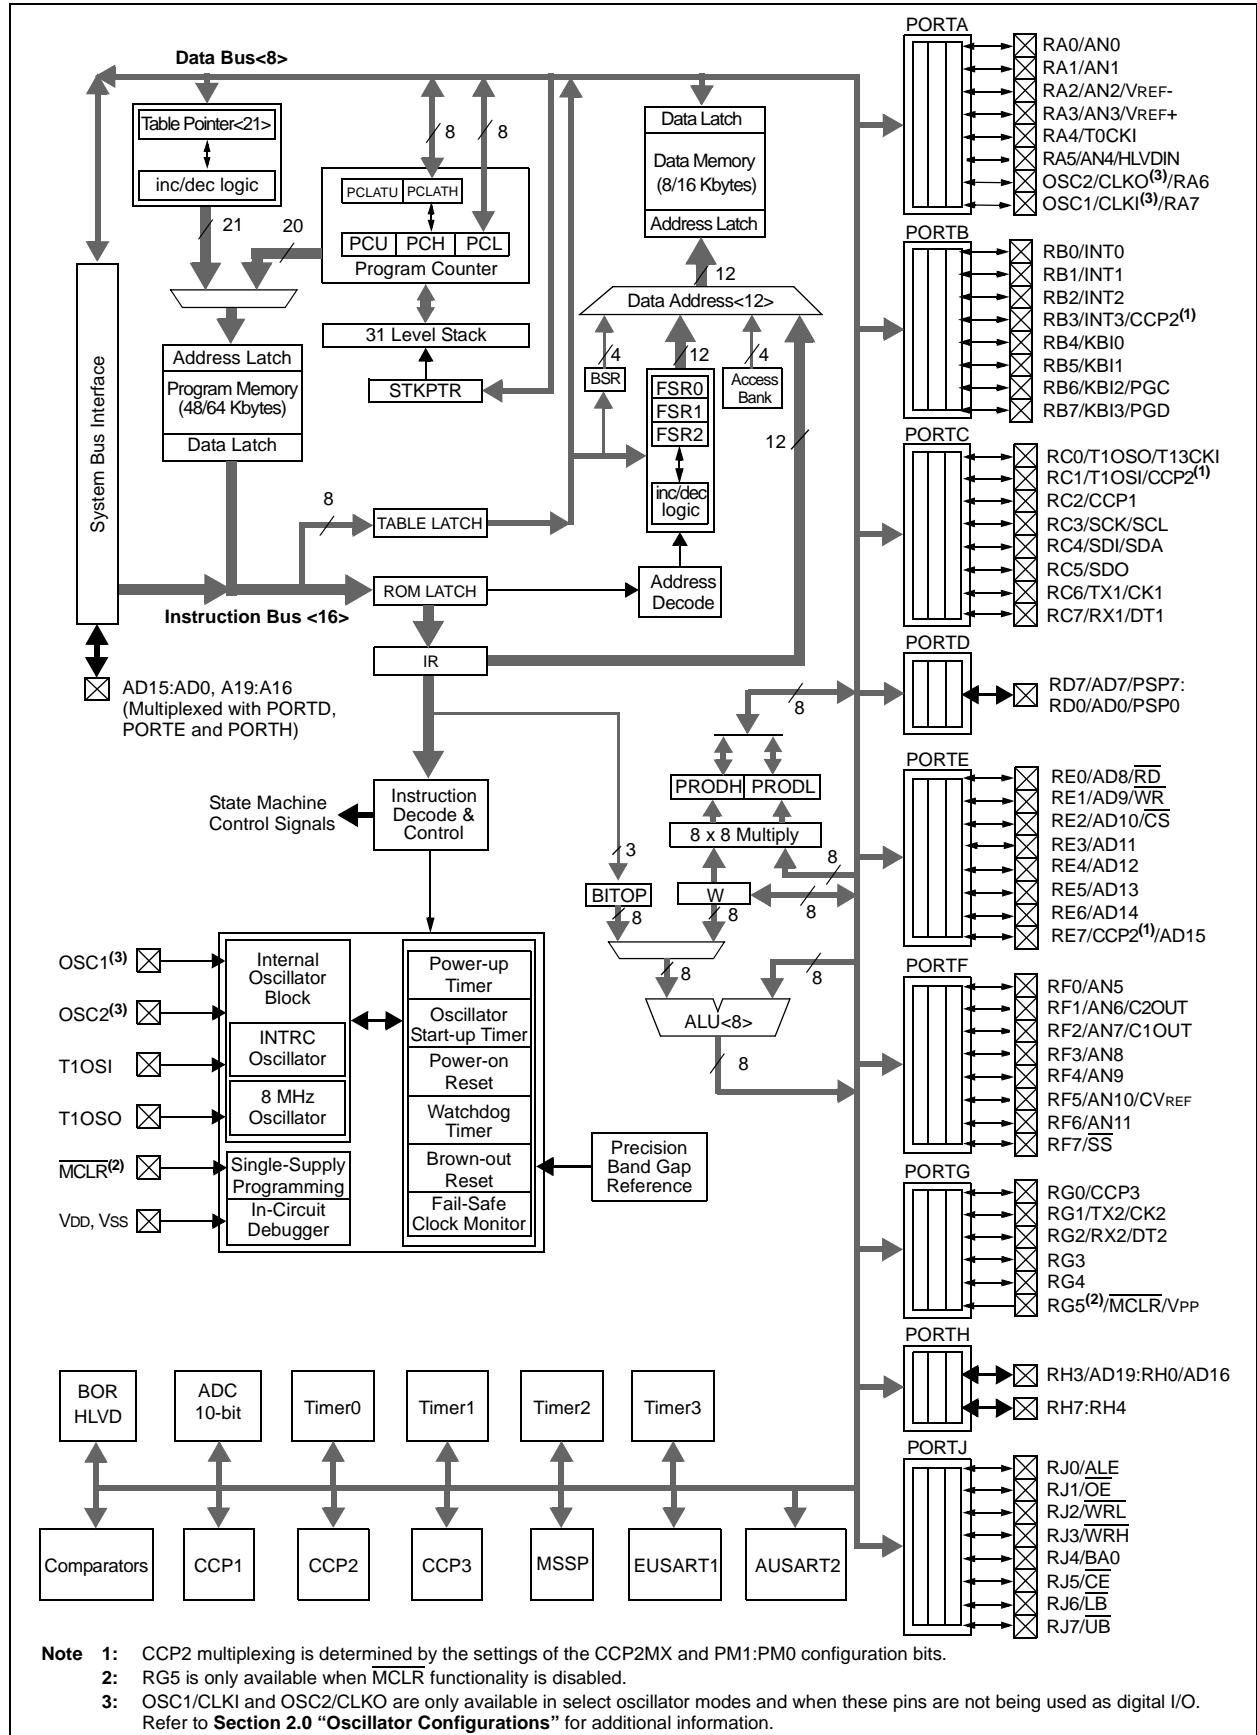 Data Bus<8>
Table Pointer<21>
inc/dec logic
21
20
8
8
PCLATU PCLATH
PCU PCH PCL
Program Counter
31 Level Stack
STKPTR
Data Latch
Data Memory
(8/16 Kbytes)
Address Latch
12
Data Address<12>
4
12
4
BSR
FSR0
FSR1
FSR2
inc/dec
logic
Access
Bank
12
System Bus Interface
Address Latch
Program Memory
(48/64 Kbytes)
Data Latch
8
TABLE LATCH
ROM LATCH
Instruction Bus <16>
Address
Decode
IR
AD15:AD0, A19:A16
(Multiplexed with PORTD,
PORTE and PORTH)
8
PRODH PRODL
8 x 8 Multiply
State Machine
Control Signals
Instruction
Decode &
Control
3
8
BITOP
W
8
8
8
8
8
ALU<8>
8
OSC1(3)
OSC2(3)
T1OSI
T1OSO
MCLR(2)
VDD, VSS
Internal
Oscillator
Block
INTRC
Oscillator
8 MHz
Oscillator
Single-Supply
Programming
In-Circuit
Debugger
Power-up
Timer
Oscillator
Start-up Timer
Power-on
Reset
Watchdog
Timer
Brown-out
Reset
Fail-Safe
Clock Monitor
Precision
Band Gap
Reference
BOR
HLVD
ADC
10-bit
Timer0
Timer1
Timer2
Timer3
Comparators
CCP1
CCP2
CCP3
MSSP
EUSART1
AUSART2
PORTA
RA0/AN0
RA1/AN1
RA2/AN2/VREF-
RA3/AN3/VREF+
RA4/T0CKI
RA5/AN4/HLVDIN
OSC2/CLKO(3)/RA6
OSC1/CLKI(3)/RA7
PORTB
RB0/INT0
RB1/INT1
RB2/INT2
RB3/INT3/CCP2(1)
RB4/KBI0
RB5/KBI1
RB6/KBI2/PGC
RB7/KBI3/PGD
PORTC
RC0/T1OSO/T13CKI
RC1/T1OSI/CCP2(1)
RC2/CCP1
RC3/SCK/SCL
RC4/SDI/SDA
RC5/SDO
RC6/TX1/CK1
RC7/RX1/DT1
PORTD
RD7/AD7/PSP7:
RD0/AD0/PSP0
PORTE
RE0/AD8/RD
RE1/AD9/WR
RE2/AD10/CS
RE3/AD11
RE4/AD12
RE5/AD13
RE6/AD14
RE7/CCP2(1)/AD15
PORTF
RF0/AN5
RF1/AN6/C2OUT
RF2/AN7/C1OUT
RF3/AN8
RF4/AN9
RF5/AN10/CVREF
RF6/AN11
RF7/SS
PORTG
RG0/CCP3
RG1/TX2/CK2
RG2/RX2/DT2
RG3
RG4
RG5(2)/MCLR/VPP
PORTH
RH3/AD19:RH0/AD16
RH7:RH4
PORTJ
RJ0/ALE
RJ1/OE
RJ2/WRL
RJ3/WRH
RJ4/BA0
RJ5/CE
RJ6/LB
RJ7/UB
Note 1: CCP2 multiplexing is determined by the settings of the CCP2MX and PM1:PM0 configuration bits.
2: RG5 is only available when MCLR functionality is disabled.
3: OSC1/CLKI and OSC2/CLKO are only available in select oscillator modes and when these pins are not being used as digital I/O.
Refer to Section 2.0 “Oscillator Configurations” for additional information.